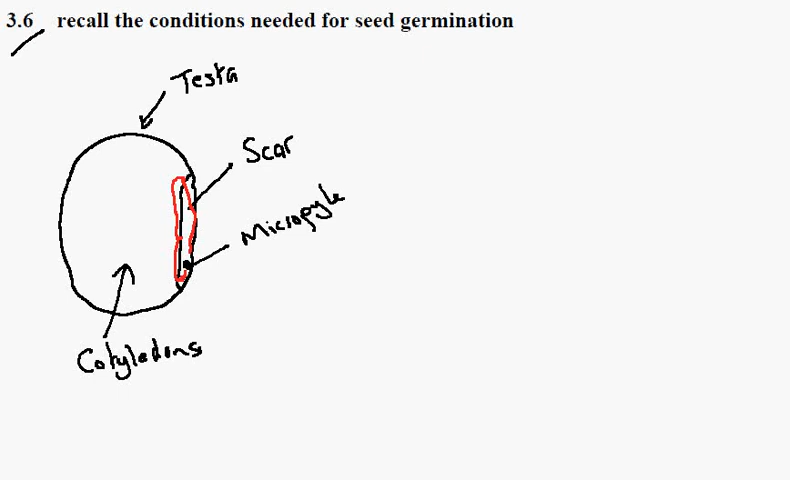 3.6 recall the conditions needed for seed germination
Testa
Scar
Micropyle
Cotyledons